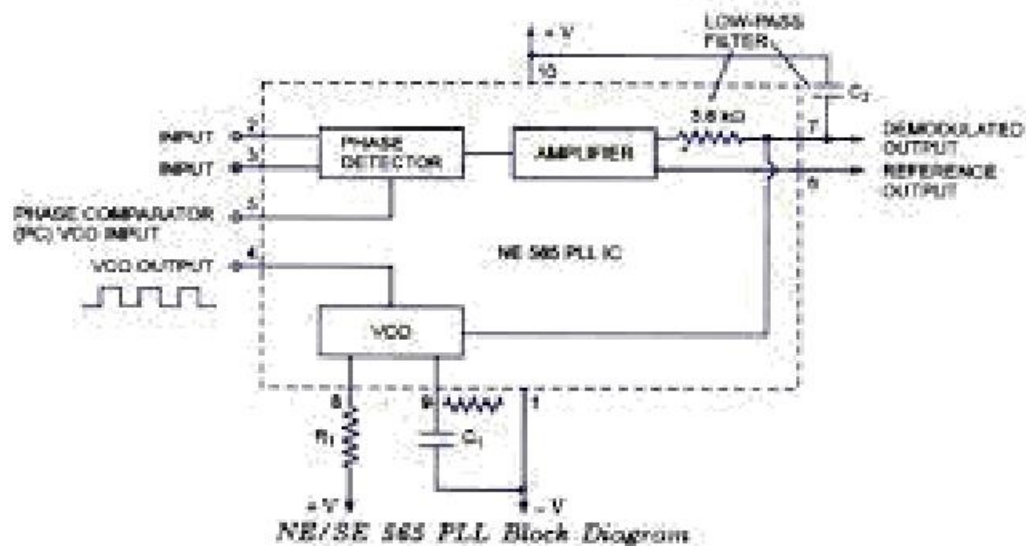 LOW-PASS
FILTER
+V
10
C2
3.6 kΩ
INPUT
2
PHASE
DETECTOR
AMPLIFIER
7
DEMODULATED
OUTPUT
INPUT
3
6
REFERENCE
OUTPUT
5
PHASE COMPARATOR
(PC) VCO INPUT
4
VCO OUTPUT
NE 565 PLL IC
VCO
8
9
1
R1
C1
+V
-V
NE/SE 565 PLL Block Diagram